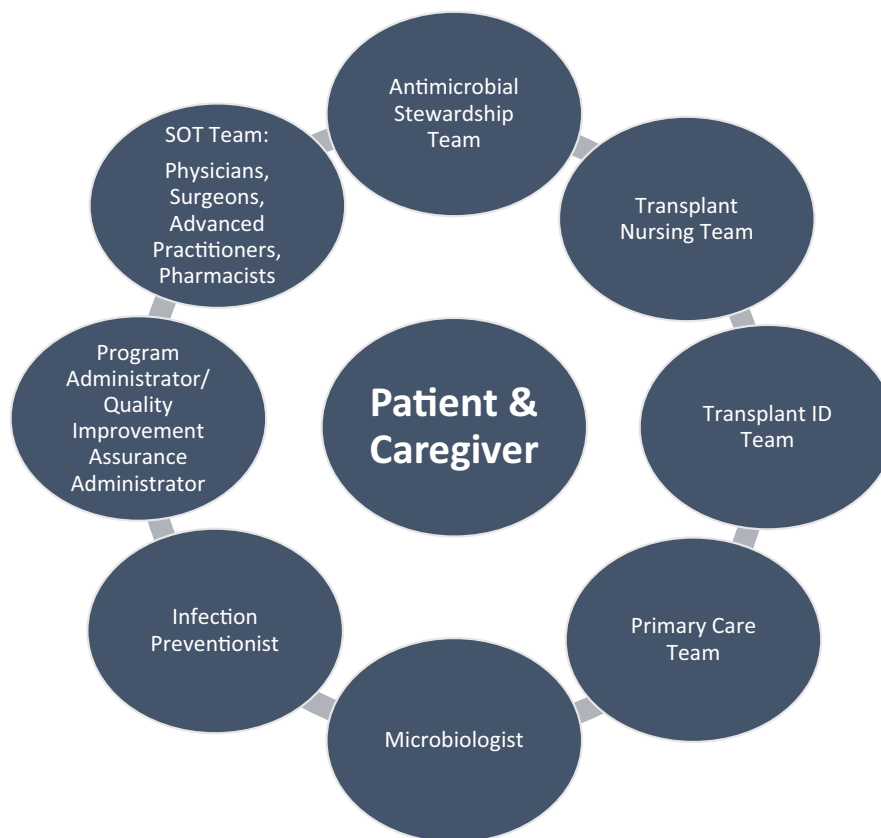 Antimicrobial
Stewardship
Team
Transplant
Nursing Team
Transplant ID
Team
Primary Care
Team
Microbiologist
Infection
Preventionist
Program
Administrator/
Quality
Improvement
Assurance
Administrator
SOT Team:
Physicians,
Surgeons,
Advanced
Practitioners,
Pharmacists
Patient &
Caregiver